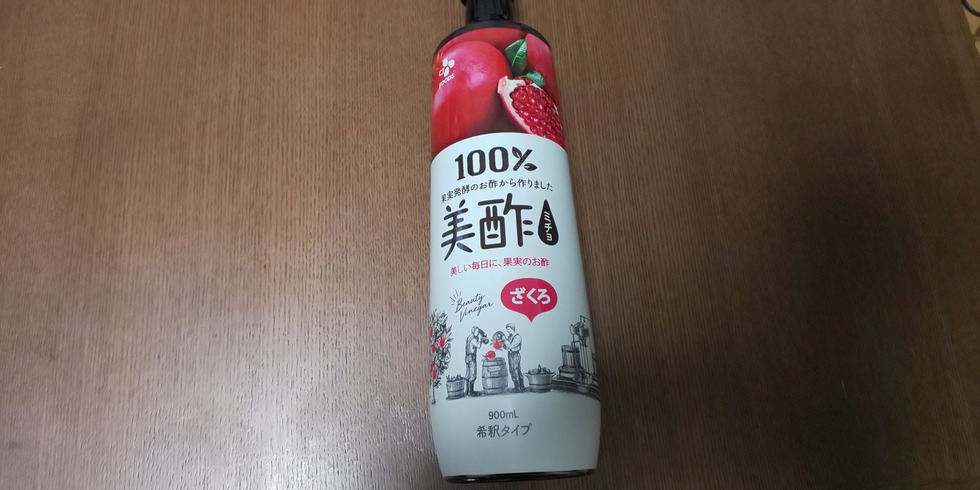 CJ
FOODS
100%
果実発酵のお酢から作りました
美酢
ミチョ
美しい毎日に、果実のお酢
Beauty
Vinegar
ざくろ
900mL
希釈タイプ